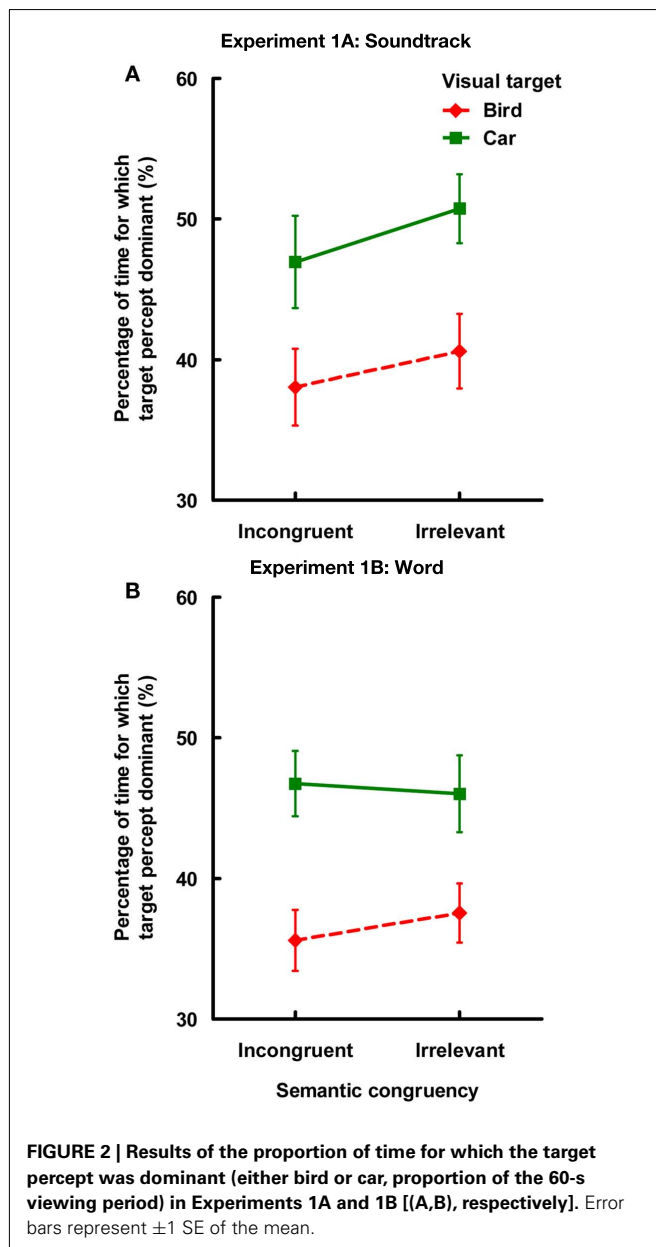 Experiment 1A: Soundtrack
A
Visual target
Bird
Car
Percentage of time for which
target percept dominant (%)
60
50
40
30
Incongruent Irrelevant
Experiment 1B: Word
B
Percentage of time for which
target percept dominant (%)
60
50
40
30
Incongruent Irrelevant
Semantic congruency
FIGURE 2 | Results of the proportion of time for which the target
percept was dominant (either bird or car, proportion of the 60-s
viewing period) in Experiments 1A and 1B [(A,B), respectively]. Error
bars represent ±1 SE of the mean.